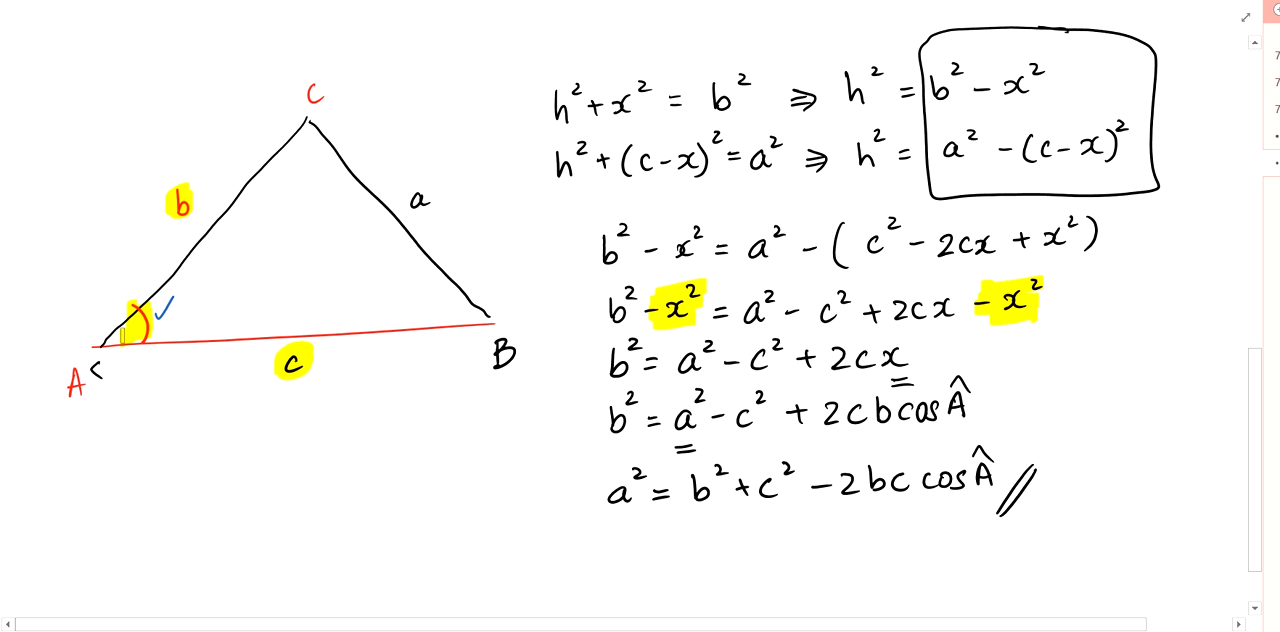 C
b
a
A
c
B
h² + x² = b² ⇒ h² = b² - x²
h² + (c-x)² = a² ⇒ h² = a² - (c-x)²
b² - x² = a² - (c² - 2cx + x²)
b² - x² = a² - c² + 2cx - x²
b² = a² - c² + 2cx
b² = a² - c² + 2cb cos Â
a² = b² + c² - 2bc cos Â //